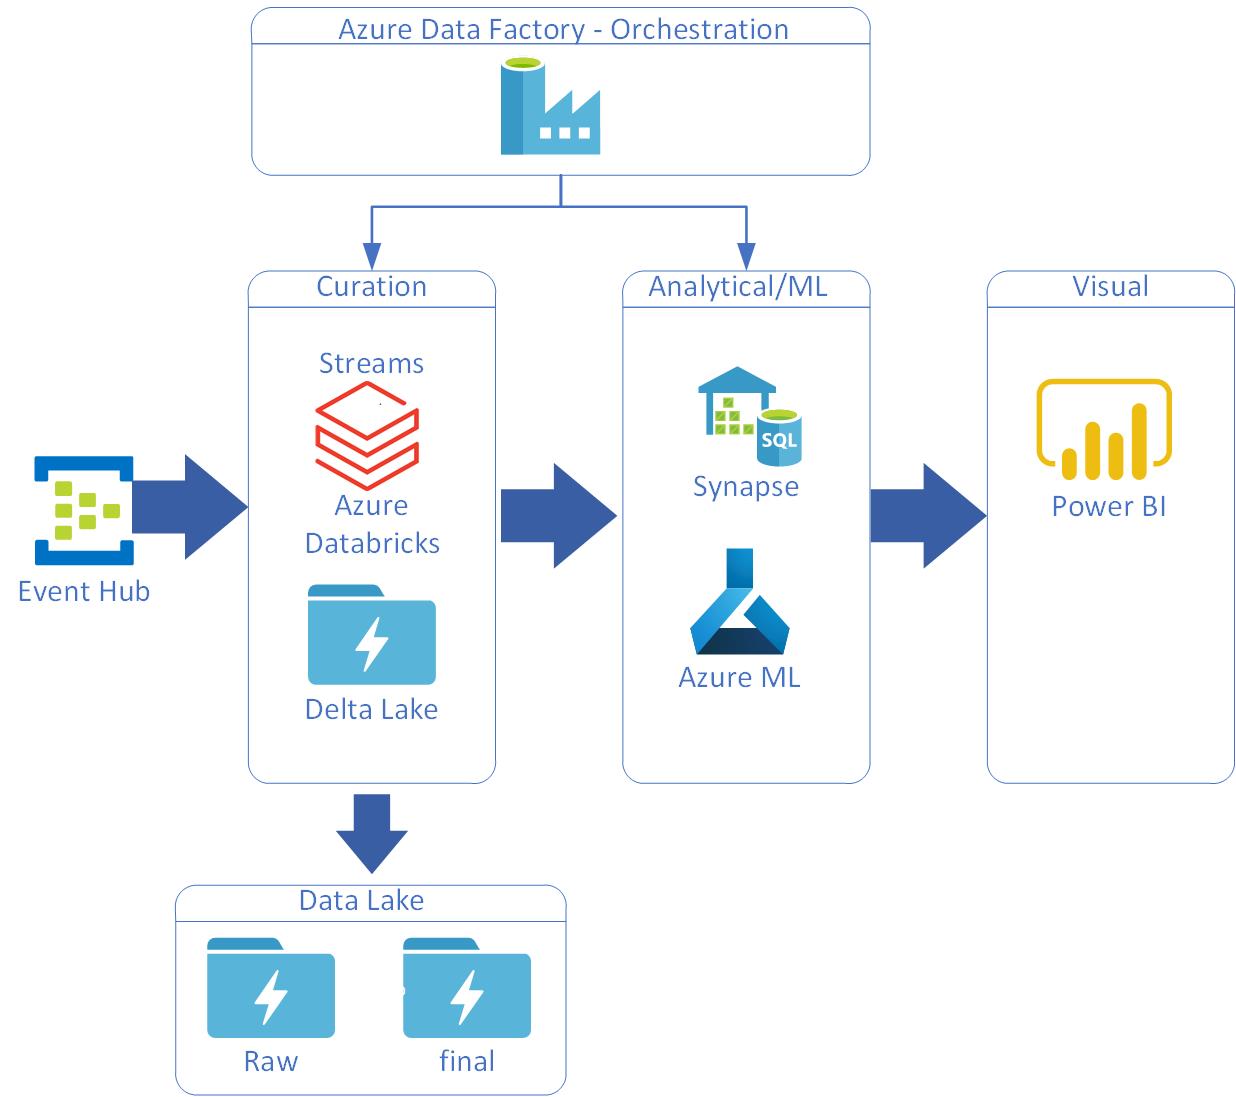 Azure Data Factory - Orchestration
Curation
Analytical/ML
Visual
Streams
Azure
Databricks
Delta Lake
SQL
Synapse
Azure ML
Power BI
Event Hub
Data Lake
Raw
final